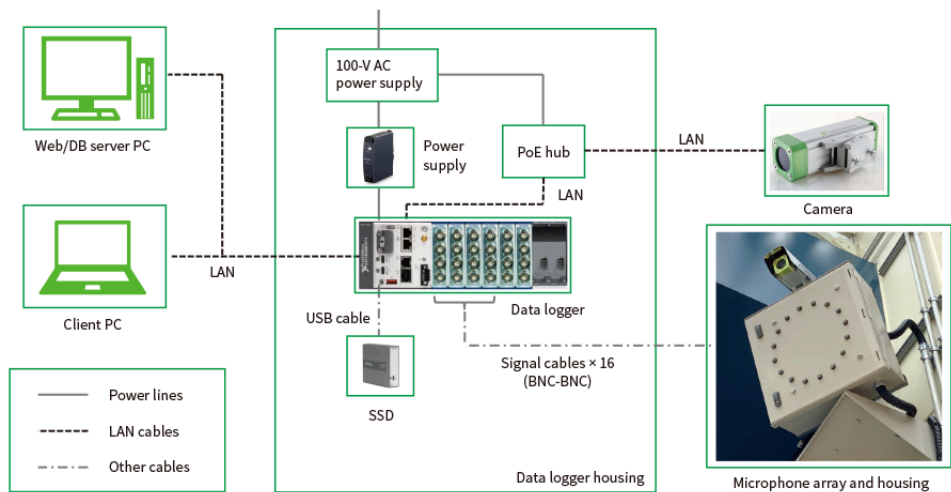 100-V AC
power supply
Web/DB server PC
Power
supply
PoE hub
LAN
Camera
LAN
LAN
Client PC
Data logger
USB cable
Signal cables × 16
(BNC-BNC)
SSD
Power lines
LAN cables
Other cables
Data logger housing
Microphone array and housing